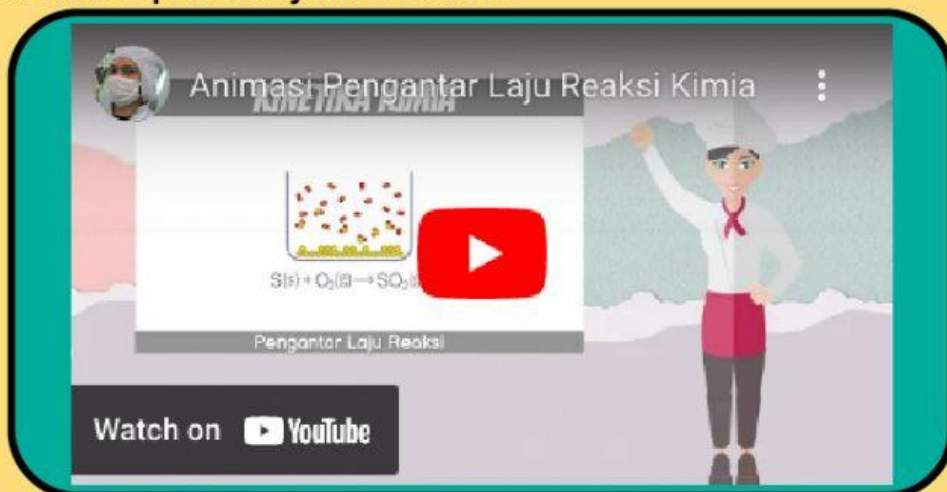 Animasi Pengantar Laju Reaksi Kimia
KINETIKA KIMIA
S(s) + O₂(g) → SO₂
Pengantar Laju Reaksi
Watch on YouTube